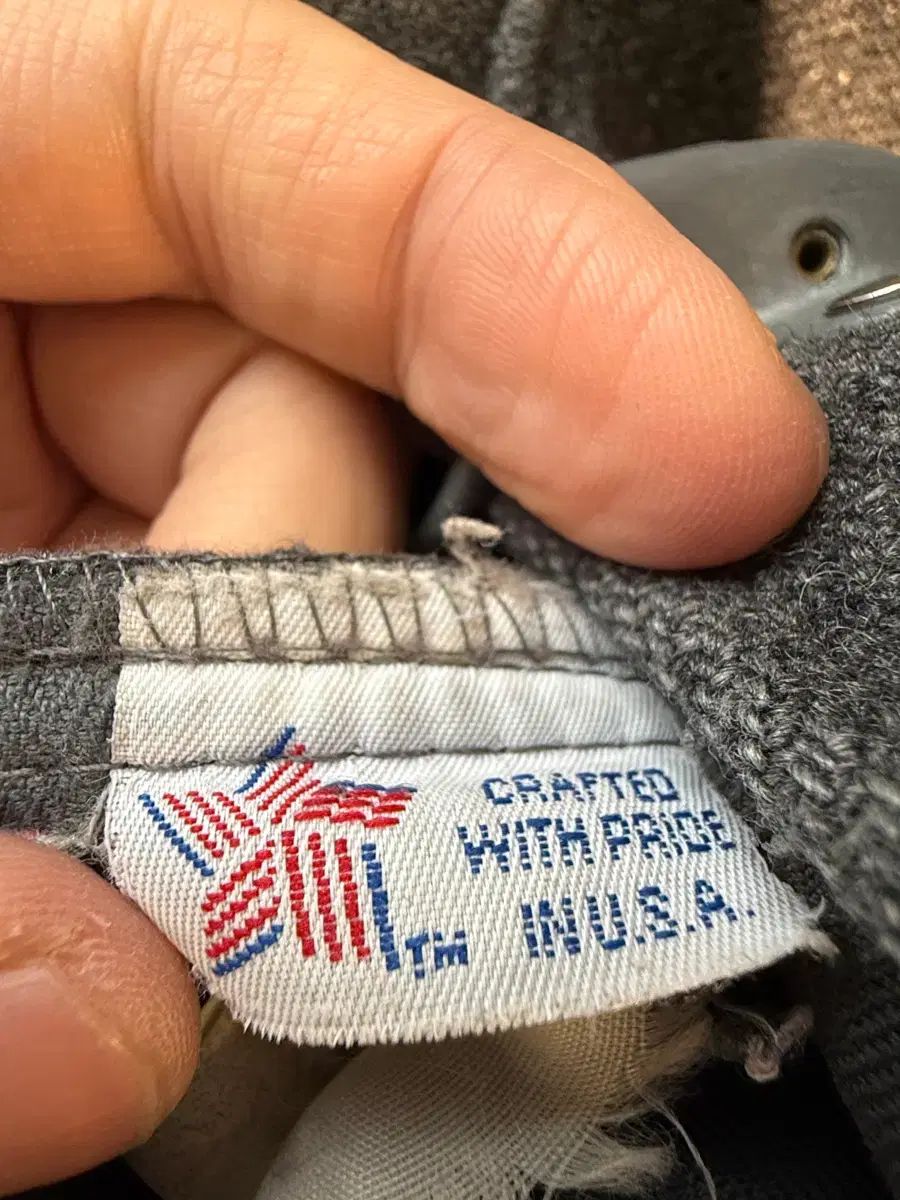 CRAFTED
WITH PRIDE
IN U.S.A.
TM